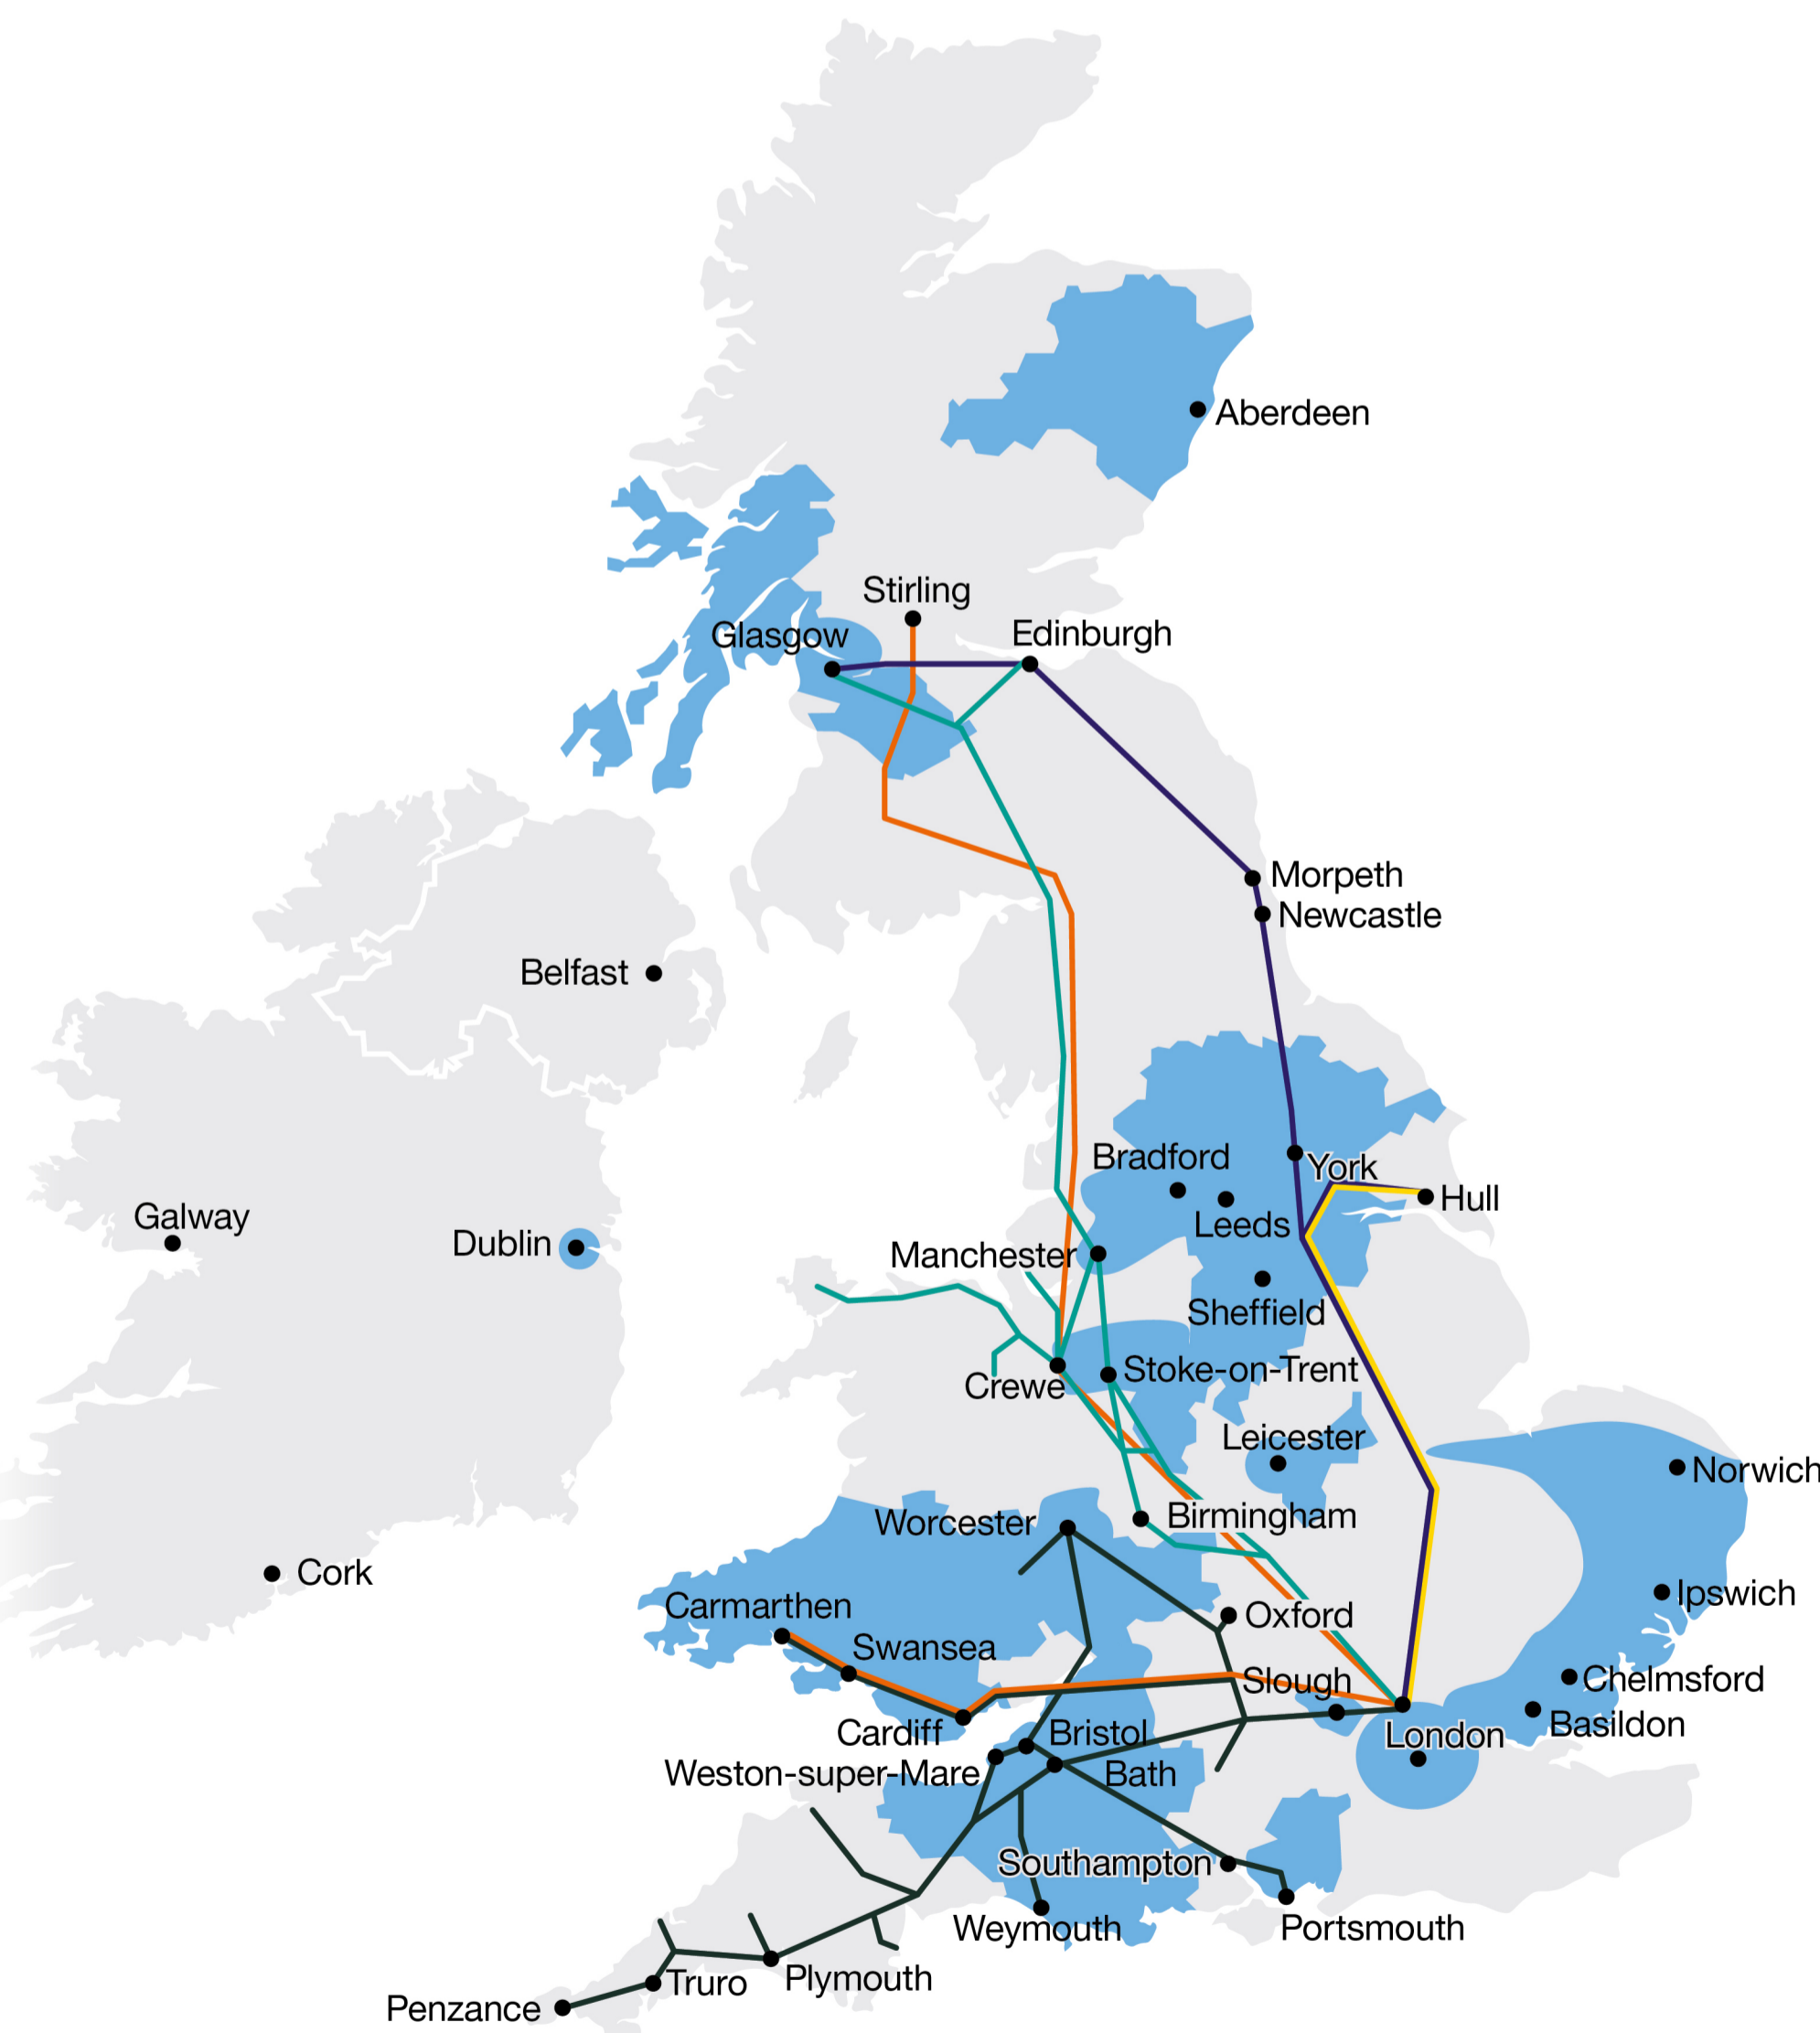 Aberdeen
Stirling
Glasgow
Edinburgh
Morpeth
Newcastle
Belfast
Bradford
York
Hull
Galway
Leeds
Dublin
Manchester
Sheffield
Stoke-on-Trent
Crewe
Leicester
Norwich
Worcester
Birmingham
Cork
Ipswich
Carmarthen
Oxford
Swansea
Slough
Chelmsford
Cardiff
Bristol
London
Basildon
Weston-super-Mare
Bath
Southampton
Weymouth
Portsmouth
Truro
Plymouth
Penzance